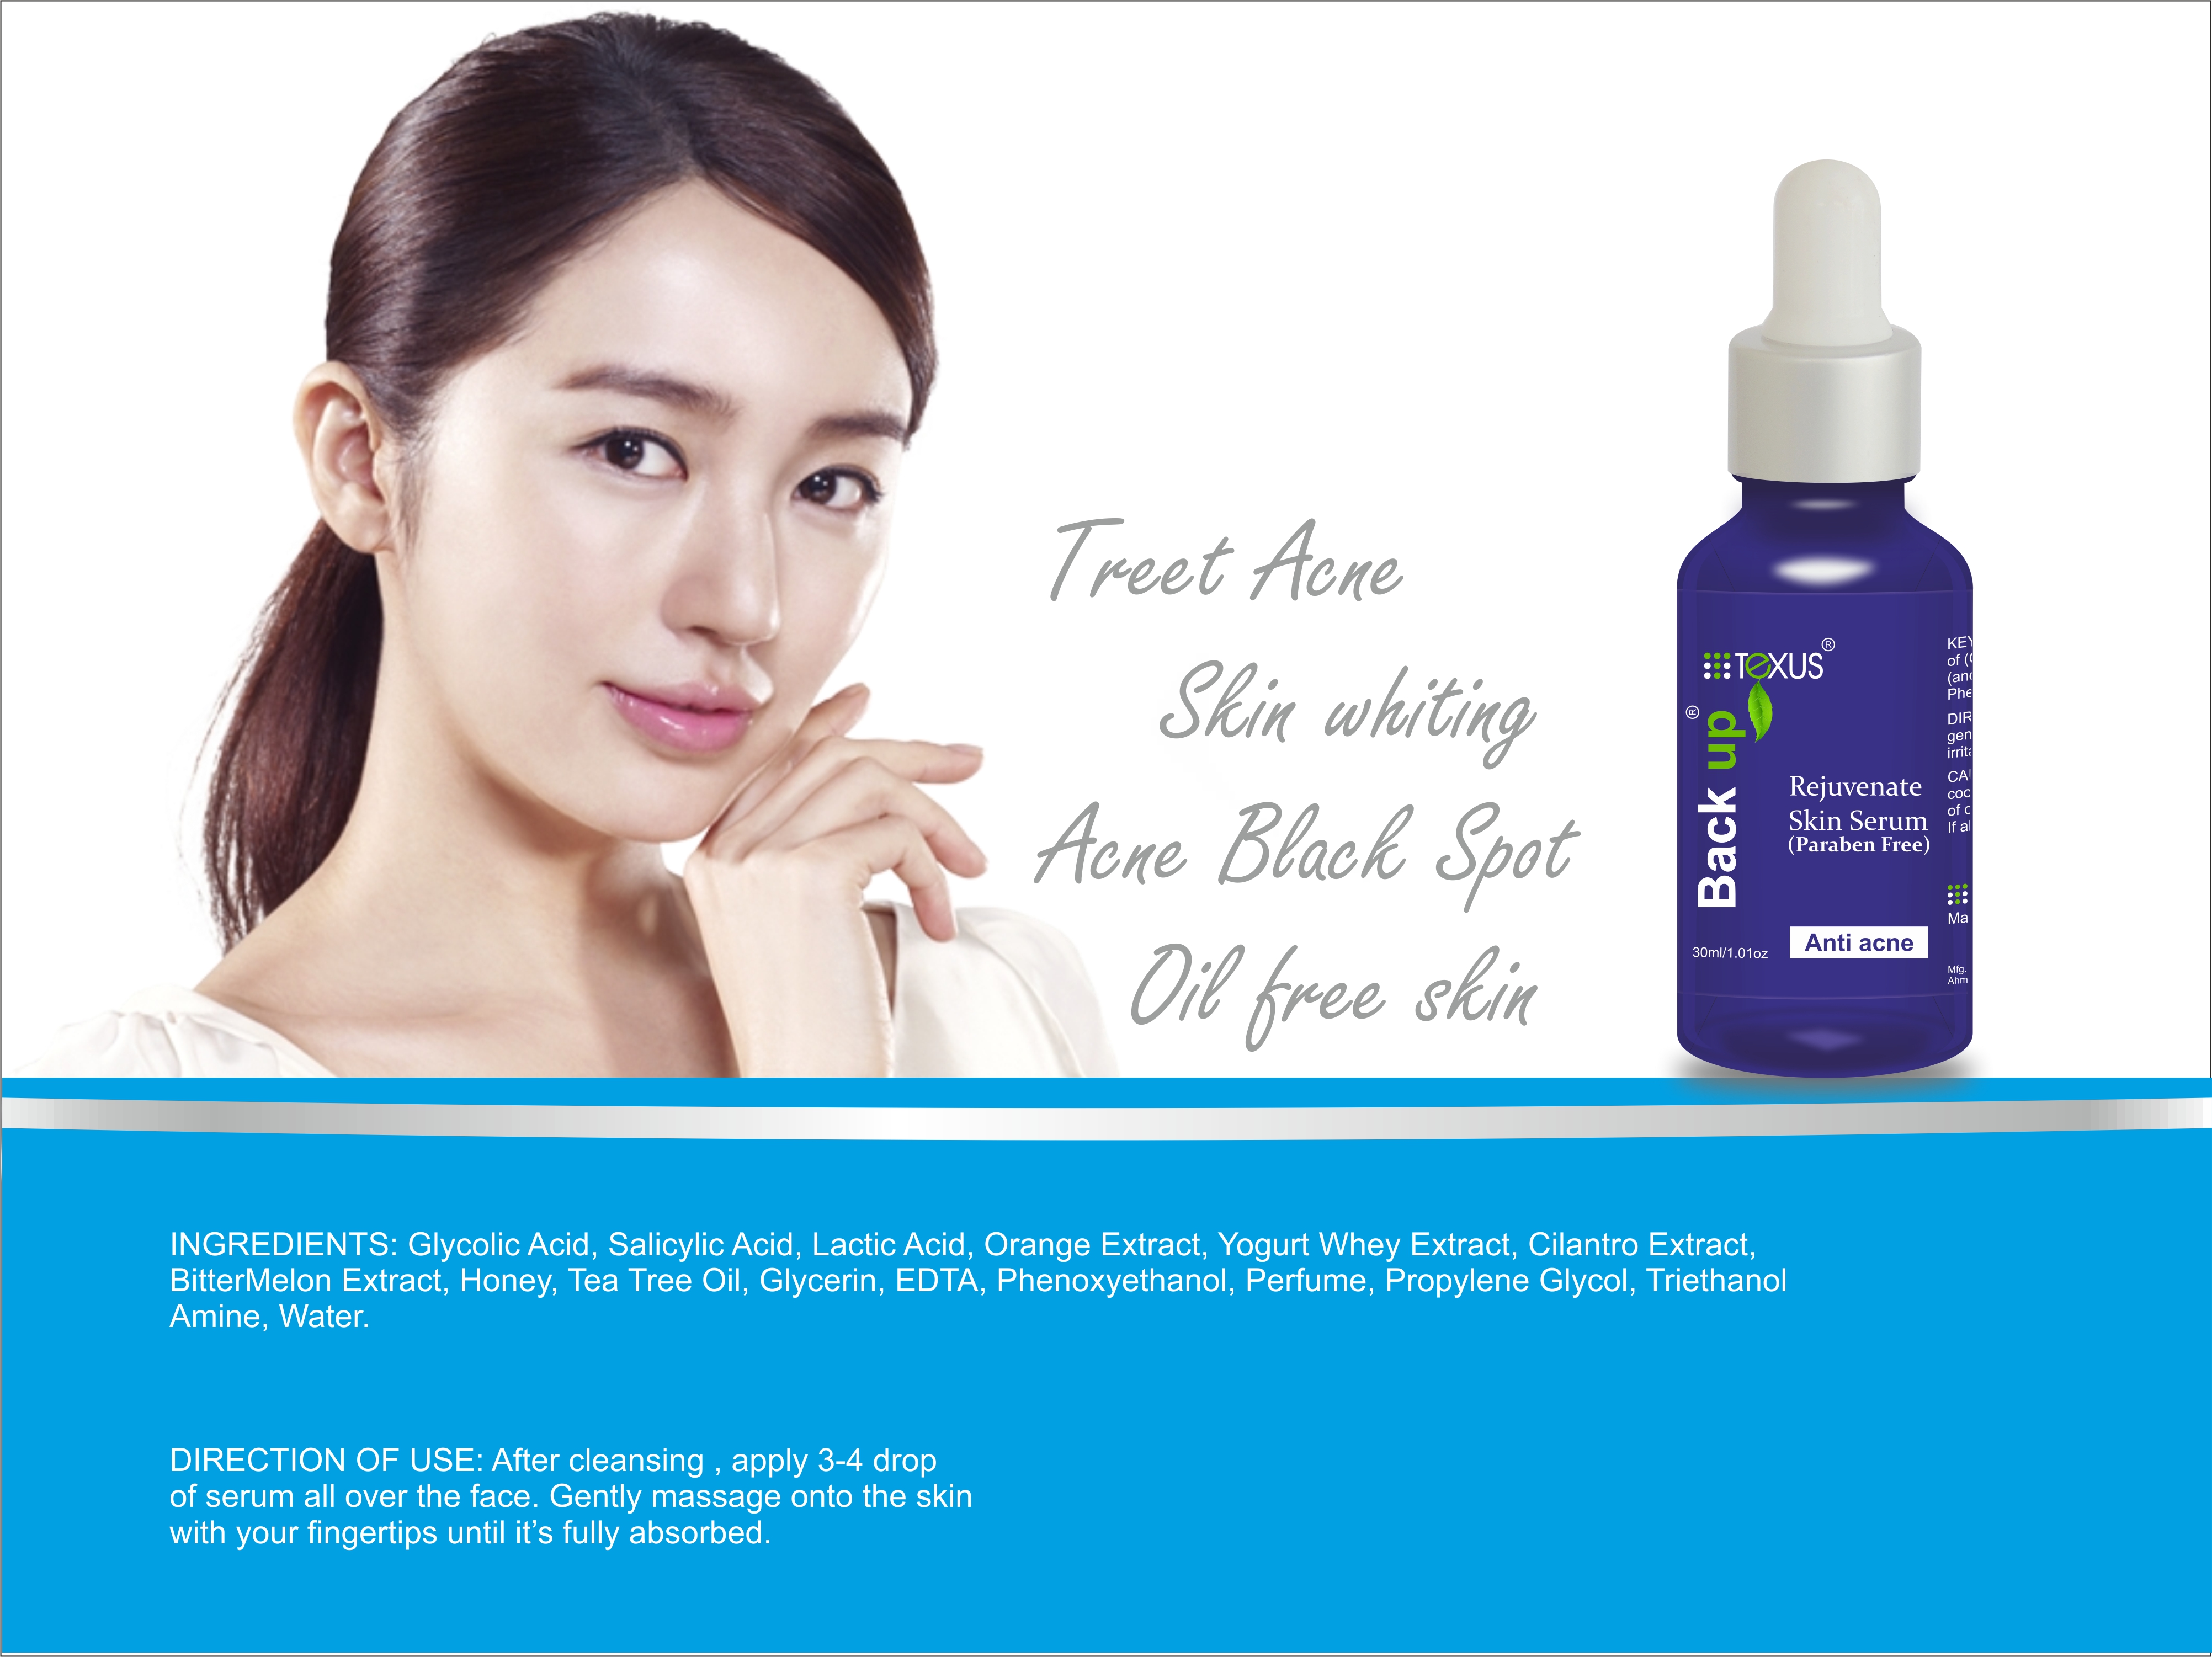 Treet Acne
Skin whiting
Acne Black Spot
Oil free skin
TeXUS®
Back up®
Rejuvenate
Skin Serum
(Paraben Free)
Anti acne
30ml/1.01oz
of
INGREDIENTS: Glycolic Acid, Salicylic Acid, Lactic Acid, Orange Extract, Yogurt Whey Extract, Cilantro Extract,
BitterMelon Extract, Honey, Tea Tree Oil, Glycerin, EDTA, Phenoxyethanol, Perfume, Propylene Glycol, Triethanol
Amine, Water.
DIRECTION OF USE: After cleansing , apply 3-4 drop
of serum all over the face. Gently massage onto the skin
with your fingertips until it’s fully absorbed.